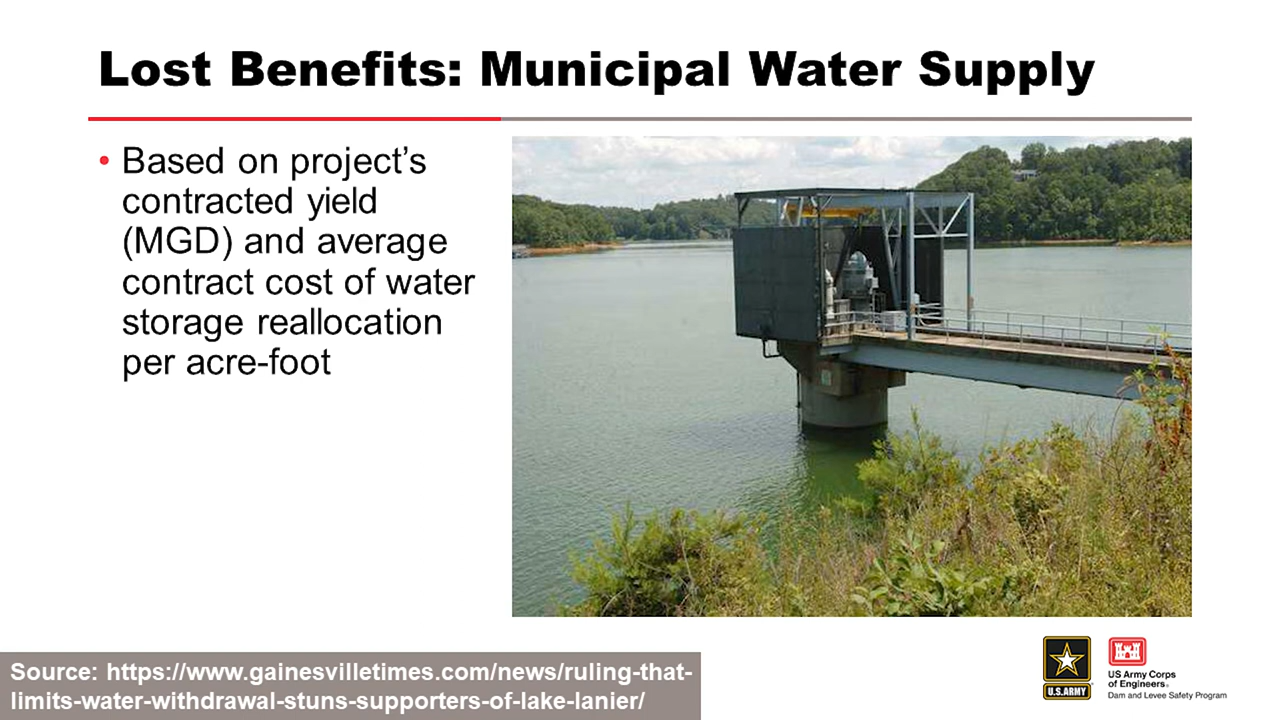 Lost Benefits: Municipal Water Supply
• Based on project’s
contracted yield
(MGD) and average
contract cost of water
storage reallocation
per acre-foot
Source: https://www.gainesvilletimes.com/news/ruling-that-
limits-water-withdrawal-stuns-supporters-of-lake-lanier/
U.S.ARMY
US Army Corps
of Engineers®
Dam and Levee Safety Program